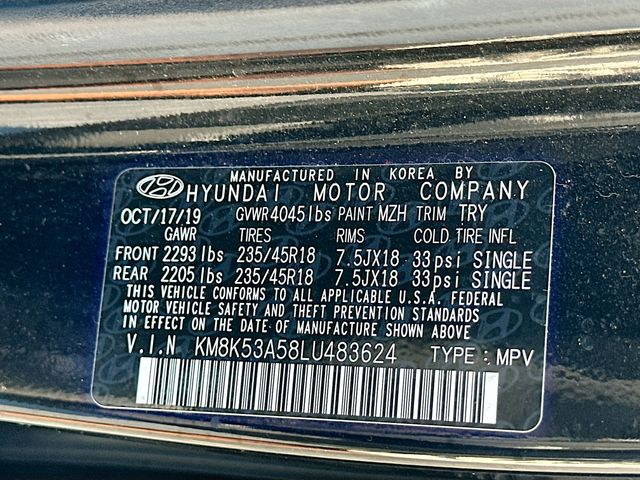 MANUFACTURED IN KOREA BY
HYUNDAI MOTOR COMPANY
OCT/17/19 GVWR 4045lbs PAINT MZH TRIM TRY
GAWR TIRES RIMS COLD TIRE INFL
FRONT 2293 lbs 235/45R18 7.5JX18 33psi SINGLE
REAR 2205 lbs 235/45R18 7.5JX18 33psi SINGLE
THIS VEHICLE CONFORMS TO ALL APPLICABLE U.S.A. FEDERAL
MOTOR VEHICLE SAFETY AND THEFT PREVENTION STANDARDS
IN EFFECT ON THE DATE OF MANUFACTURE SHOWN ABOVE.
V.I.N KM8K53A58LU483624 TYPE : MPV